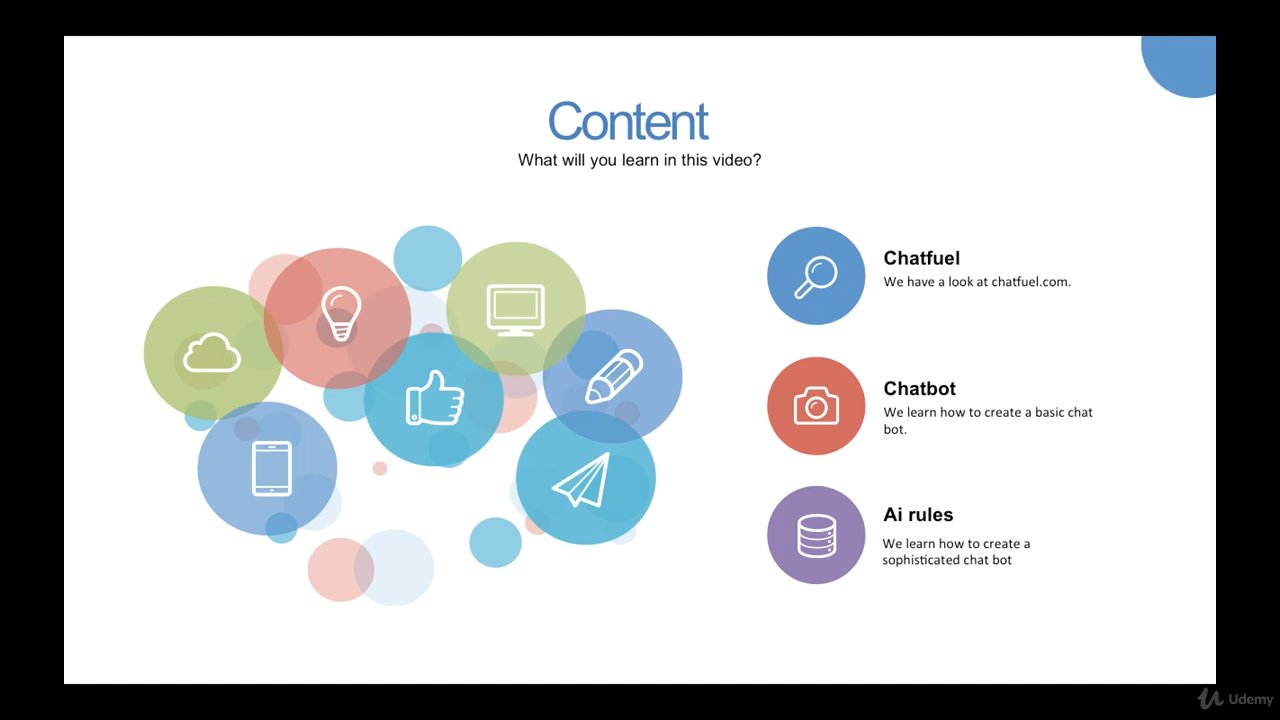 Content
What will you learn in this video?
Chatfuel
We have a look at chatfuel.com.
Chatbot
We learn how to create a basic chat
bot.
Ai rules
We learn how to create a
sophisticated chat bot
Udemy